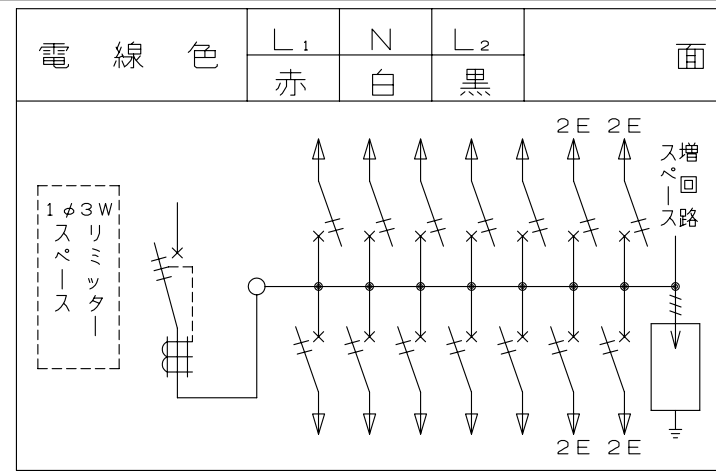 電線色 L₁ N L₂ 面
赤 白 黒
2E 2E
増回路
スペース
1φ3W
リミッター
スペース
2E 2E